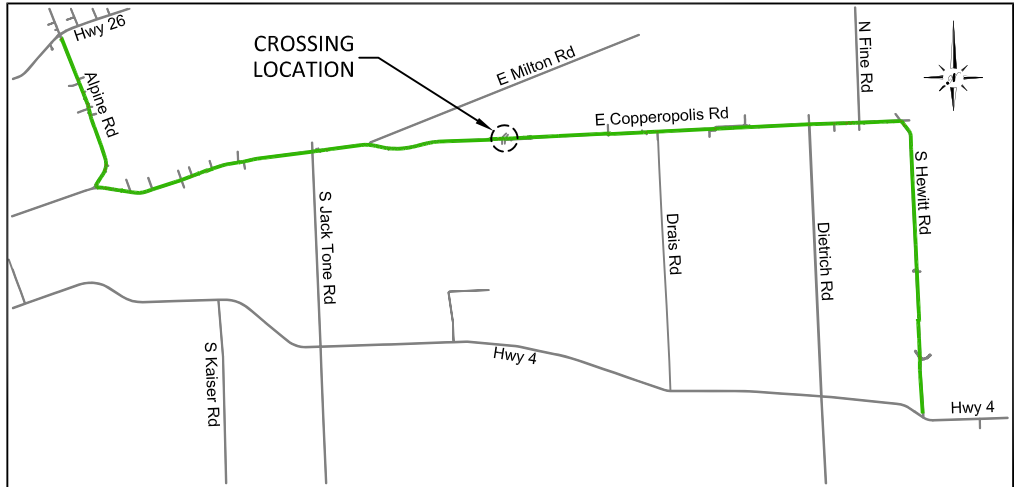 Hwy 26
Alpine Rd
CROSSING
LOCATION
E Milton Rd
E Copperopolis Rd
N Fine Rd
S Jack Tone Rd
Drais Rd
Dietrich Rd
S Hewitt Rd
S Kaiser Rd
Hwy 4
Hwy 4